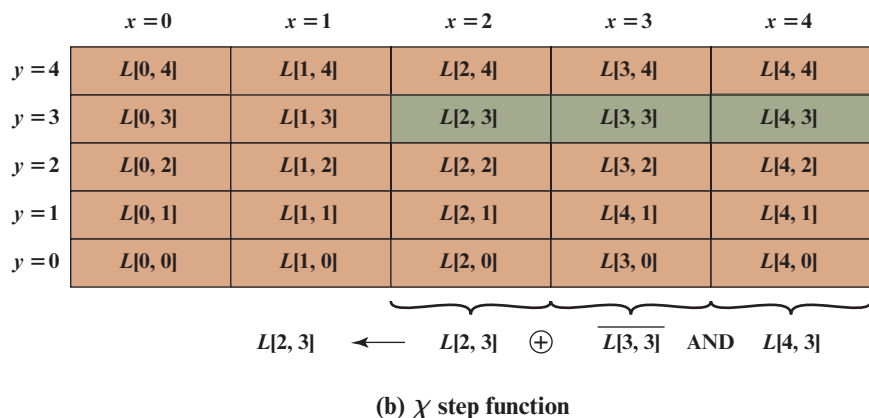 x = 0 x = 1 x = 2 x = 3 x = 4
y = 4 L[0, 4] L[1, 4] L[2, 4] L[3, 4] L[4, 4]
y = 3 L[0, 3] L[1, 3] L[2, 3] L[3, 3] L[4, 3]
y = 2 L[0, 2] L[1, 2] L[2, 2] L[3, 2] L[4, 2]
y = 1 L[0, 1] L[1, 1] L[2, 1] L[4, 1] L[4, 1]
y = 0 L[0, 0] L[1, 0] L[2, 0] L[3, 0] L[4, 0]
L[2, 3] ← L[2, 3] ⊕ L̅[̅3̅,̅ ̅3̅]̅ AND L[4, 3]
(b) χ step function